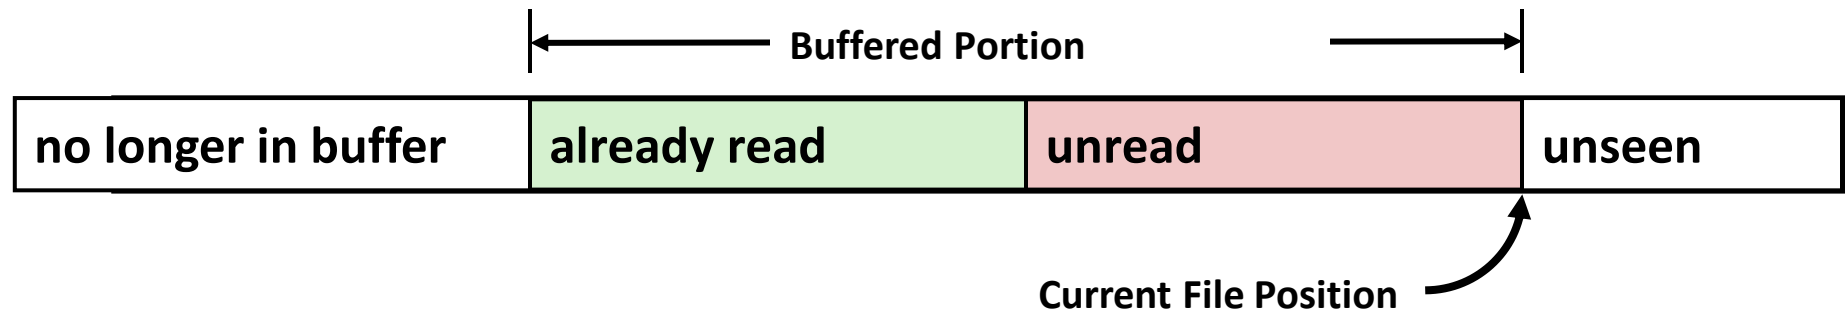 Buffered Portion
no longer in buffer
already read
unread
unseen
Current File Position